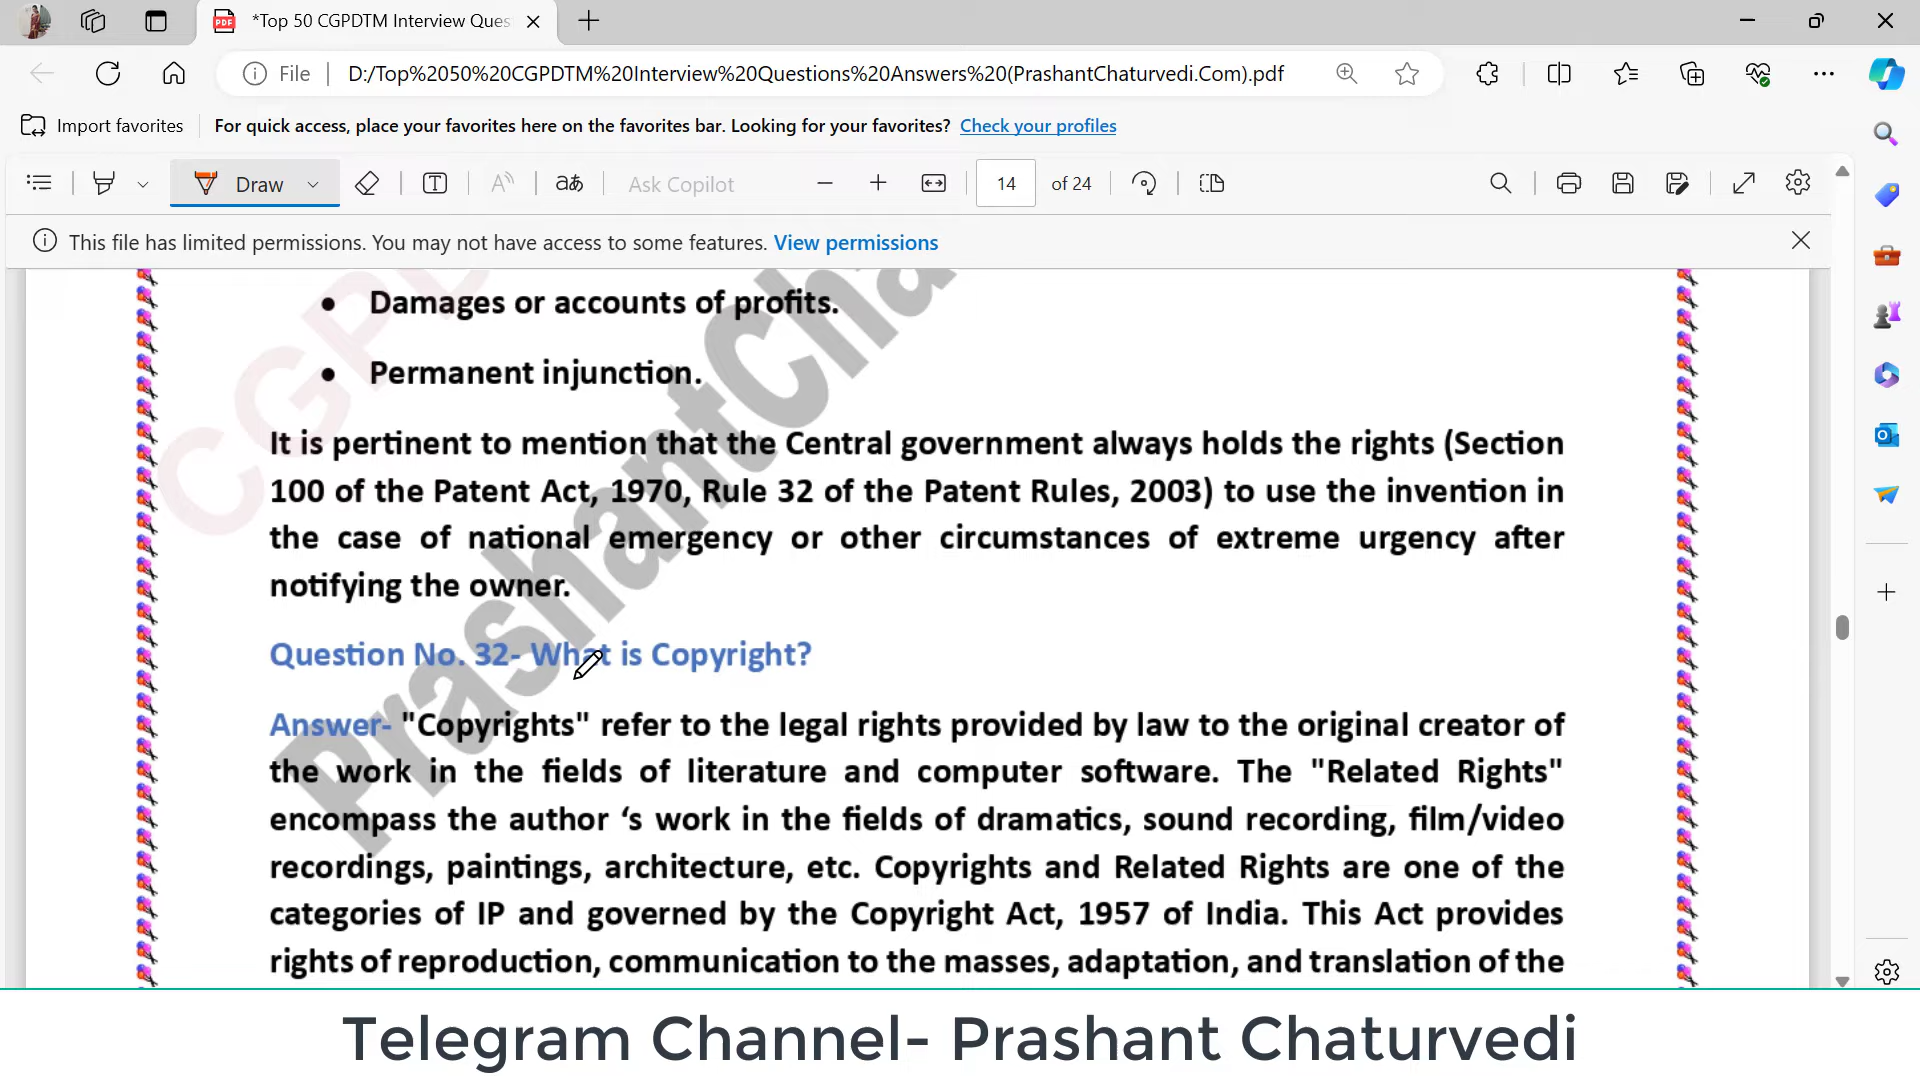 *Top 50 CGPDTM Interview Ques
File
D:/Top%2050%20CGPDTM%20Interview%20Questions%20Answers%20(PrashantChaturvedi.Com).pdf
Import favorites
For quick access, place your favorites here on the favorites bar. Looking for your favorites? Check your profiles
Draw
aあ
Ask Copilot
14 of 24
This file has limited permissions. You may not have access to some features. View permissions
• Damages or accounts of profits.
• Permanent injunction.
It is pertinent to mention that the Central government always holds the rights (Section
100 of the Patent Act, 1970, Rule 32 of the Patent Rules, 2003) to use the invention in
the case of national emergency or other circumstances of extreme urgency after
notifying the owner.
Question No. 32- What is Copyright?
Answer- "Copyrights" refer to the legal rights provided by law to the original creator of
the work in the fields of literature and computer software. The "Related Rights"
encompass the author ‘s work in the fields of dramatics, sound recording, film/video
recordings, paintings, architecture, etc. Copyrights and Related Rights are one of the
categories of IP and governed by the Copyright Act, 1957 of India. This Act provides
rights of reproduction, communication to the masses, adaptation, and translation of the
CGPD
PrashantCha
Telegram Channel- Prashant Chaturvedi